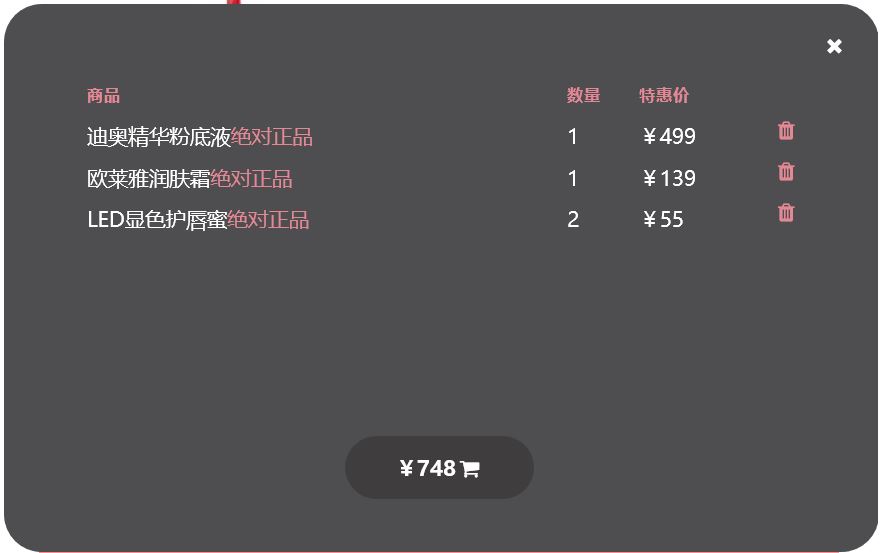 商品 数量 特惠价
迪奥精华粉底液绝对正品 1 ￥499
欧莱雅润肤霜绝对正品 1 ￥139
LED显色护唇蜜绝对正品 2 ￥55
￥748